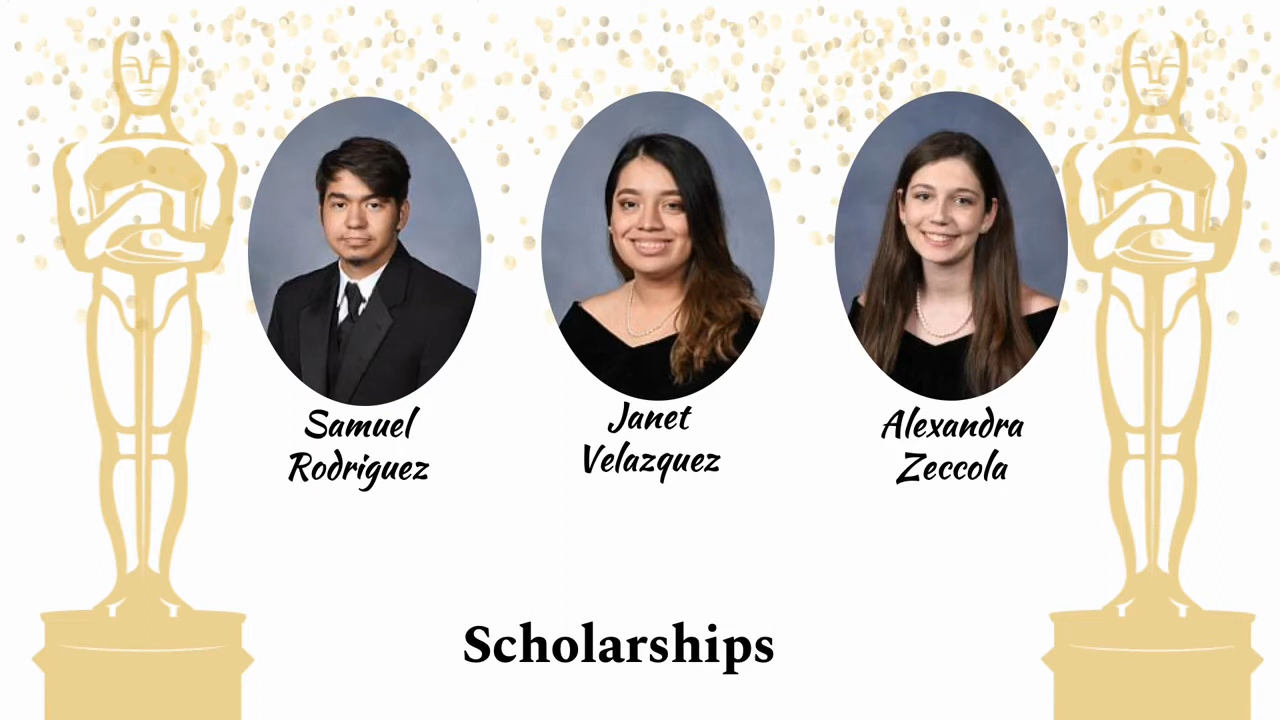 Samuel
Rodriguez
Janet
Velazquez
Alexandra
Zeccola
Scholarships